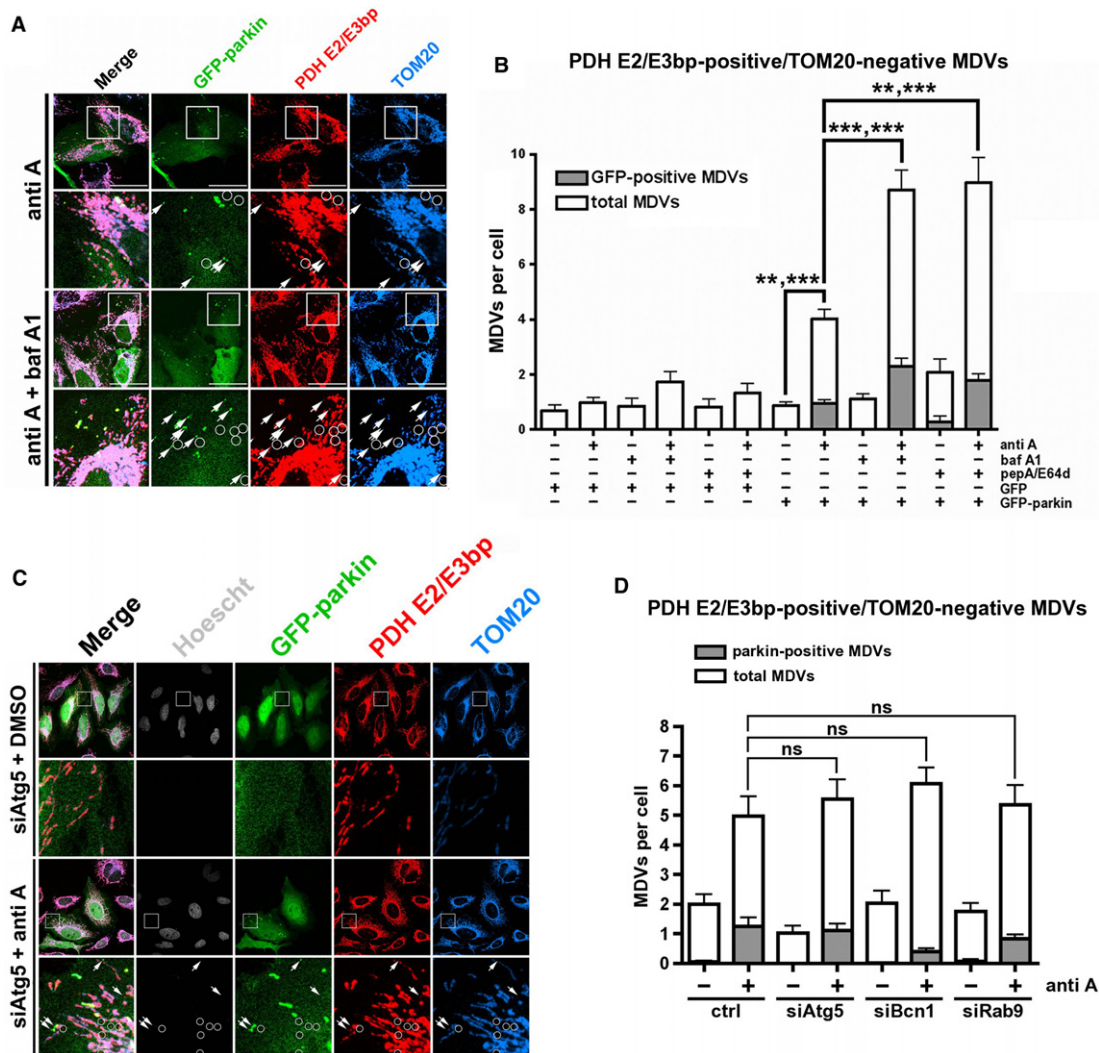 A
Merge
GFP-parkin
PDH E2/E3bp
TOM20
anti A
anti A + baf A1
B
PDH E2/E3bp-positive/TOM20-negative MDVs
**,***
***,***
**,***
GFP-positive MDVs
total MDVs
MDVs per cell
10
8
6
4
2
0
− + − + − + − + − + − + anti A
− − + + − − − − + + − − baf A1
− − − − + + − − − − + + pepA/E64d
+ + + + + + − − − − − − GFP
− − − − − − + + + + + + GFP-parkin
C
Merge
Hoescht
GFP-parkin
PDH E2/E3bp
TOM20
siAtg5 + DMSO
siAtg5 + anti A
D
PDH E2/E3bp-positive/TOM20-negative MDVs
parkin-positive MDVs
total MDVs
ns
ns
ns
MDVs per cell
8
7
6
5
4
3
2
1
0
− + − + − + − + anti A
ctrl siAtg5 siBcn1 siRab9